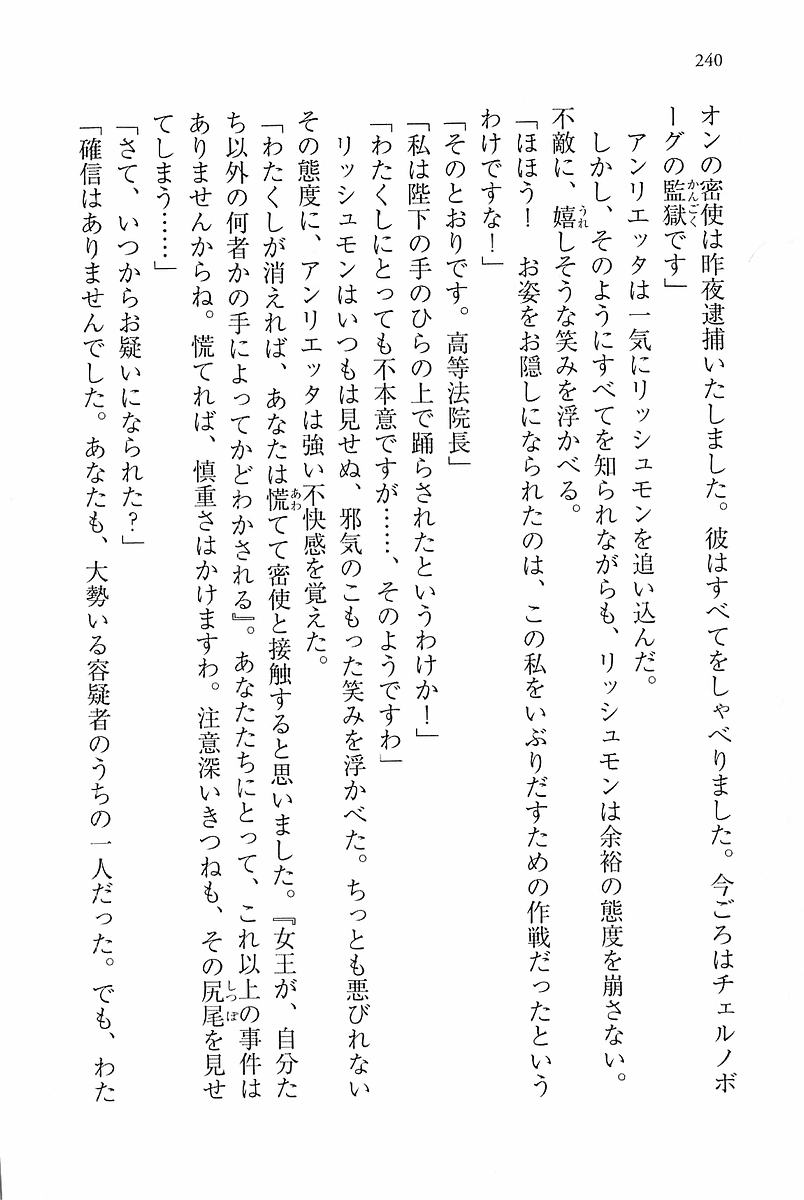 240
オンの密使は昨夜逮捕いたしました。彼はすべてをしゃべりました。今ごろはチェルノボ
ーグの監獄です」
アンリエッタは一気にリッシュモンを追い込んだ。
しかし、そのようにすべてを知られながらも、リッシュモンは余裕の態度を崩さない。
不敵に、嬉しそうな笑みを浮かべる。
「ほほう！　お姿をお隠しになられたのは、この私をいぶりだすための作戦だったという
わけですな！」
「そのとおりです。高等法院長」
「私は陛下の手のひらの上で踊らされたというわけか！」
「わたくしにとっても不本意ですが……、そのようですわ」
リッシュモンはいつもは見せぬ、邪気のこもった笑みを浮かべた。ちっとも悪びれない
その態度に、アンリエッタは強い不快感を覚えた。
「わたくしが消えれば、あなたは慌てて密使と接触すると思いました。『女王が、自分た
ち以外の何者かの手によってかどわかされる』。あなたたちにとって、これ以上の事件は
ありませんからね。慌てれば、慎重さはかけますわ。注意深いきつねも、その尻尾を見せ
てしまう……」
「さて、いつからお疑いになられた？」
「確信はありませんでした。あなたも、大勢いる容疑者のうちの一人だった。でも、わた